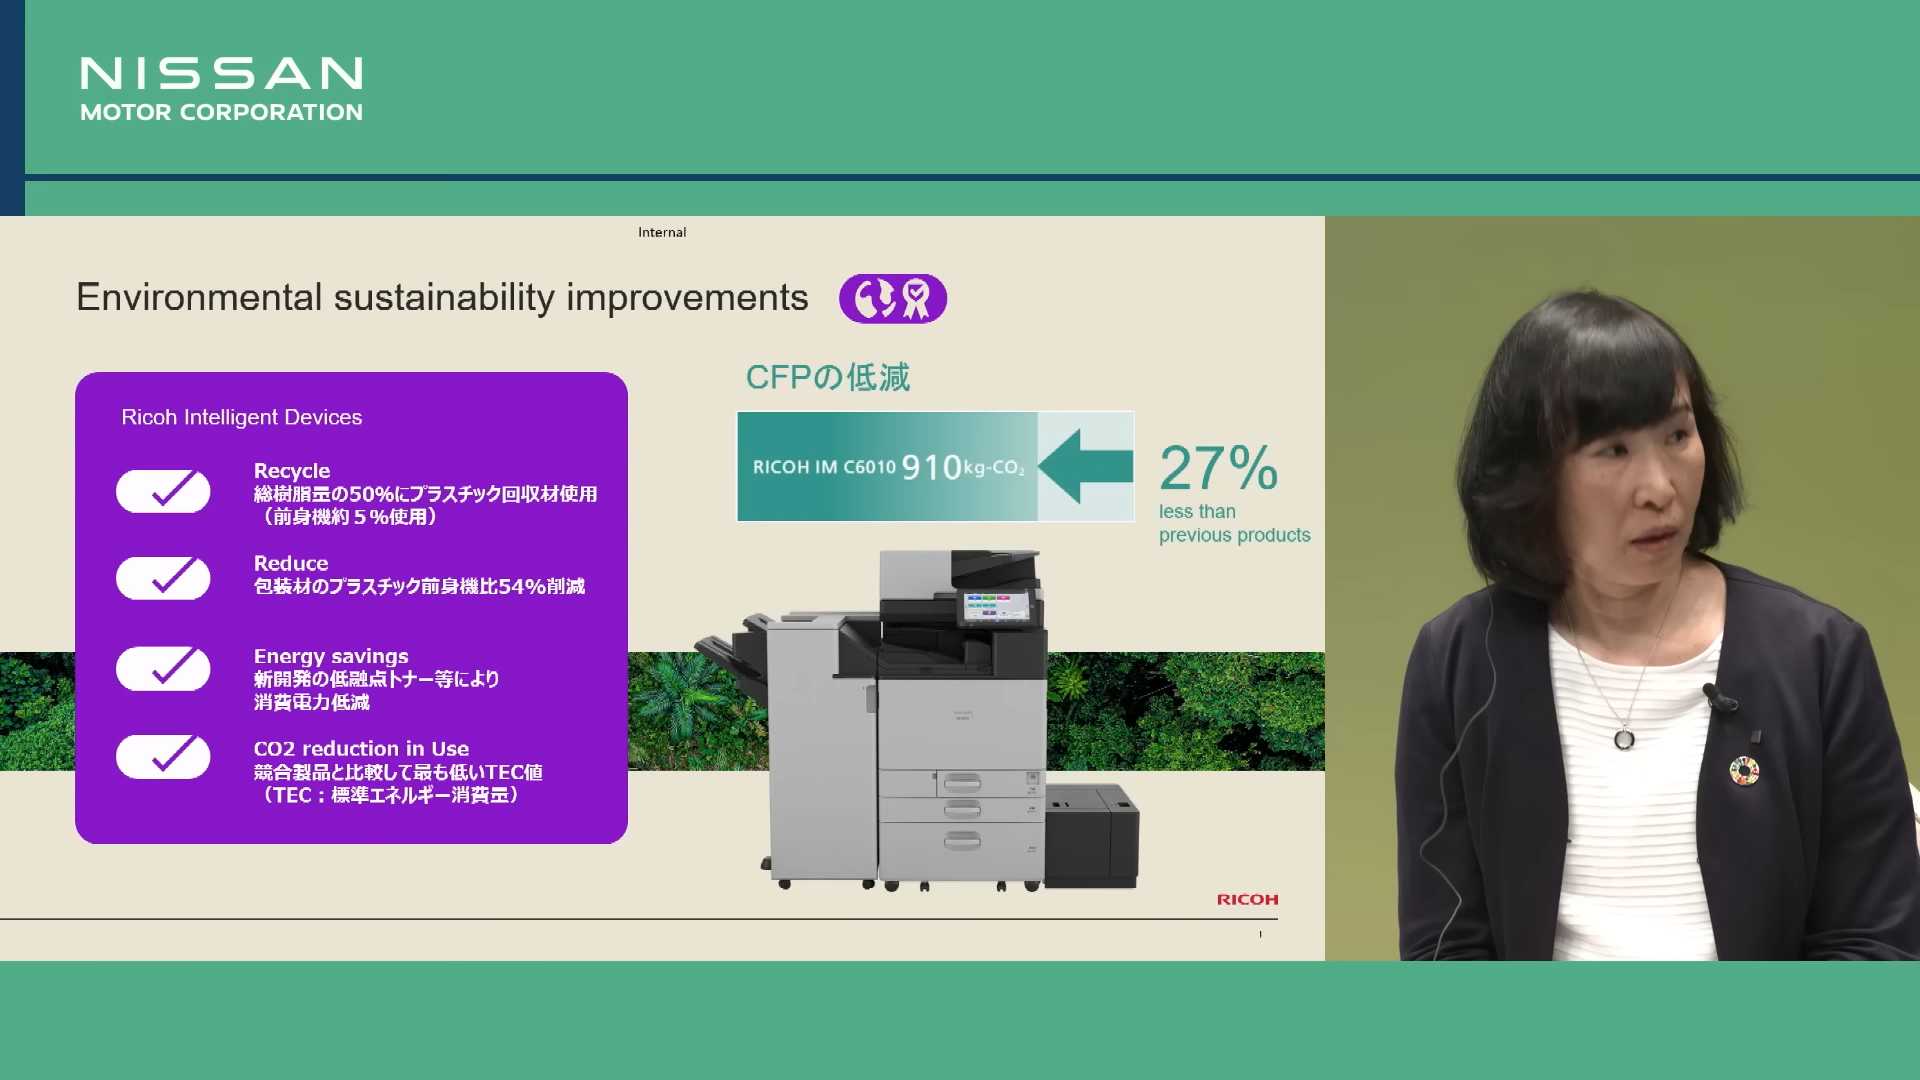 NISSAN
MOTOR CORPORATION
Internal
Environmental sustainability improvements
Ricoh Intelligent Devices
Recycle
総樹脂量の50%にプラスチック回収材使用
（前身機約５%使用）
Reduce
包装材のプラスチック前身機比54%削減
Energy savings
新開発の低融点トナー等により
消費電力低減
CO2 reduction in Use
競合製品と比較して最も低いTEC値
（TEC：標準エネルギー消費量）
CFPの低減
RICOH IM C6010 910kg-CO₂
27%
less than
previous products
RICOH